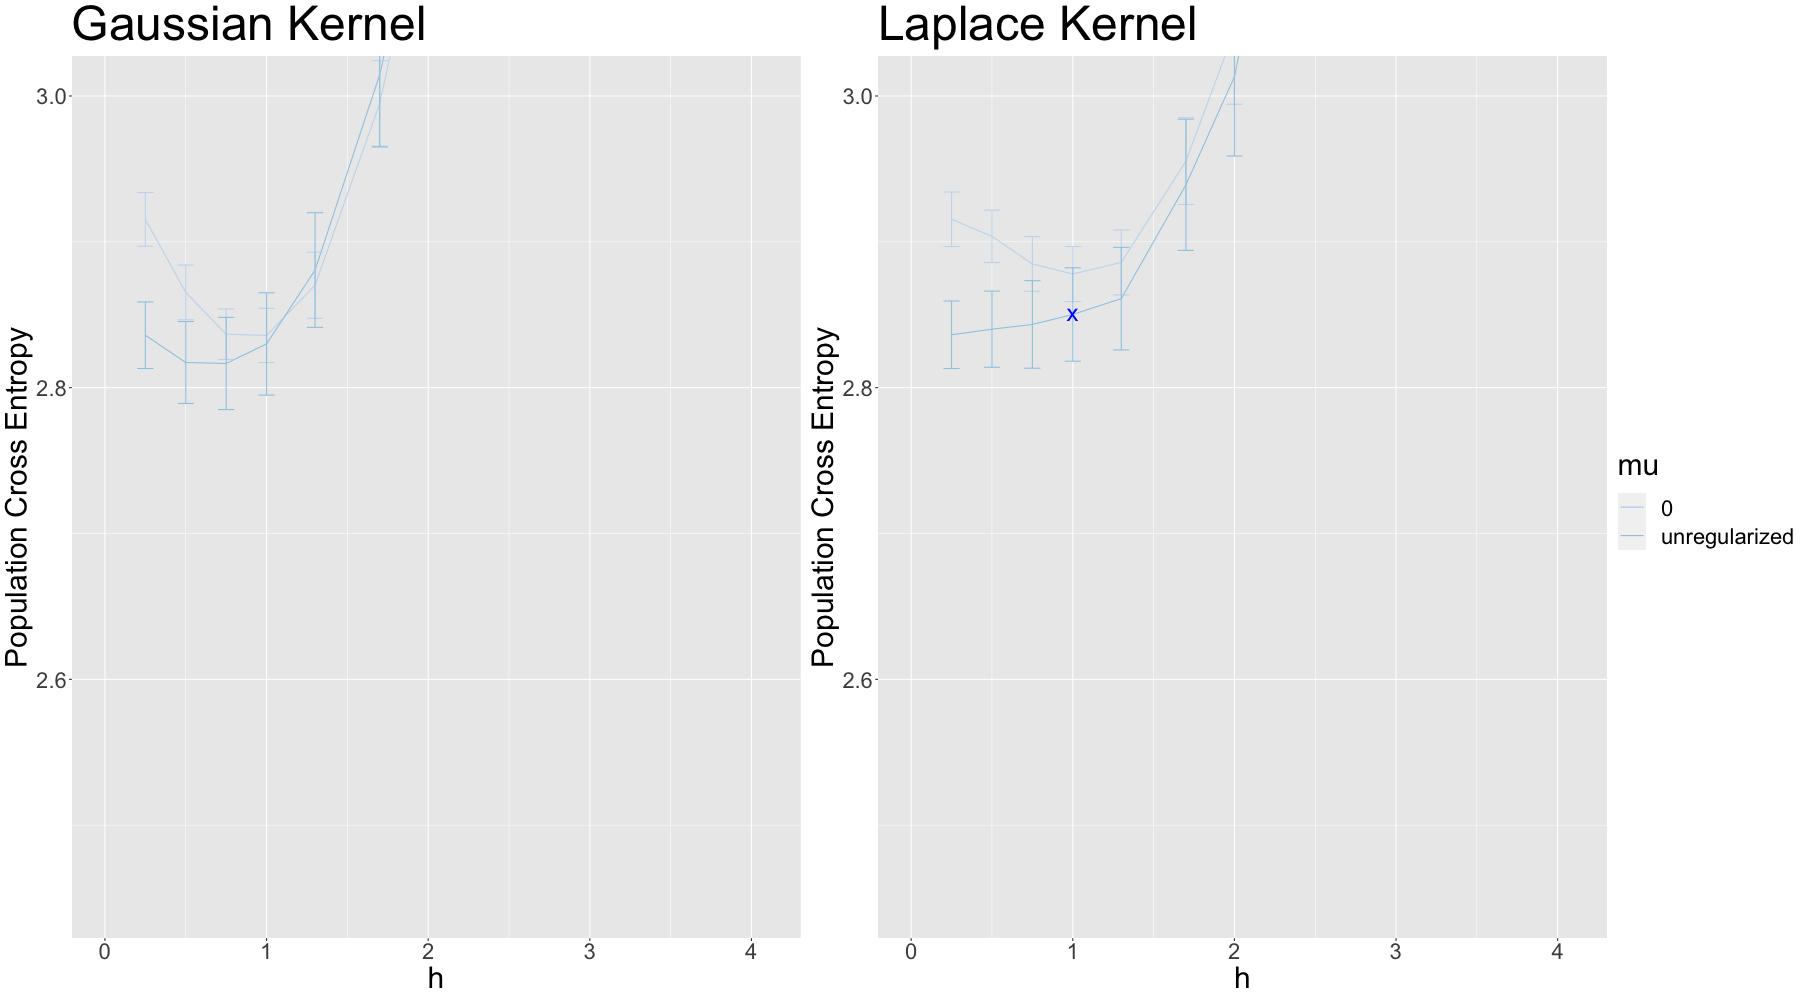 Gaussian Kernel
Population Cross Entropy
3.0
2.8
2.6
0 1 2 3 4
h
Laplace Kernel
Population Cross Entropy
3.0
2.8
2.6
x
0 1 2 3 4
h
mu
0
unregularized